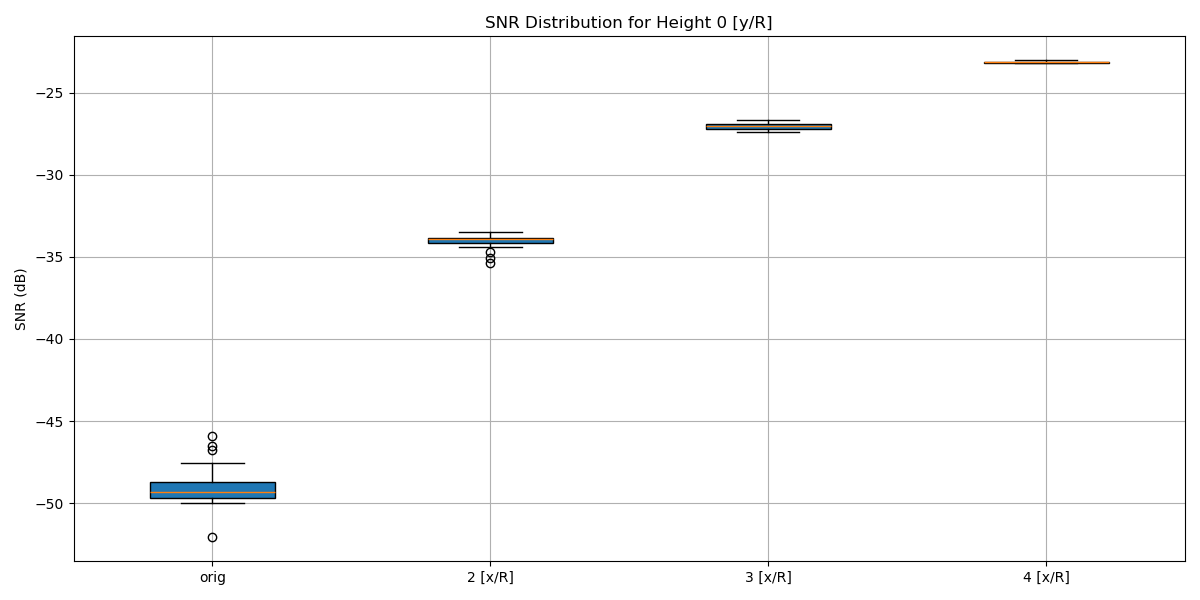 SNR Distribution for Height 0 [y/R]
SNR (dB)
−25
−30
−35
−40
−45
−50
orig
2 [x/R]
3 [x/R]
4 [x/R]